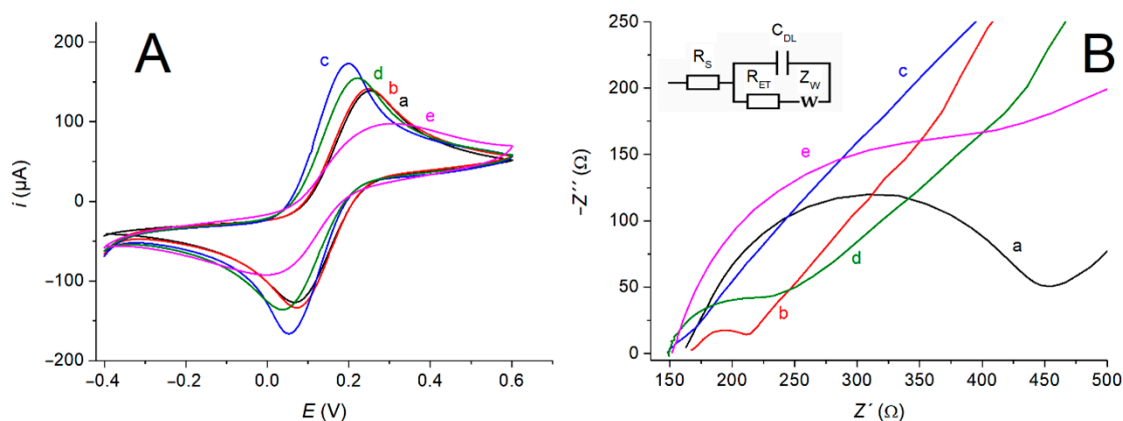 A
200
100
0
−100
−200
i (µA)
−0.4
−0.2
0.0
0.2
0.4
0.6
E (V)
c
d
b
a
e
B
250
200
150
100
50
0
−Z′′ (Ω)
150
200
250
300
350
400
450
500
Z′ (Ω)
C_DL
R_S
R_ET
Z_W
W
c
e
a
d
b